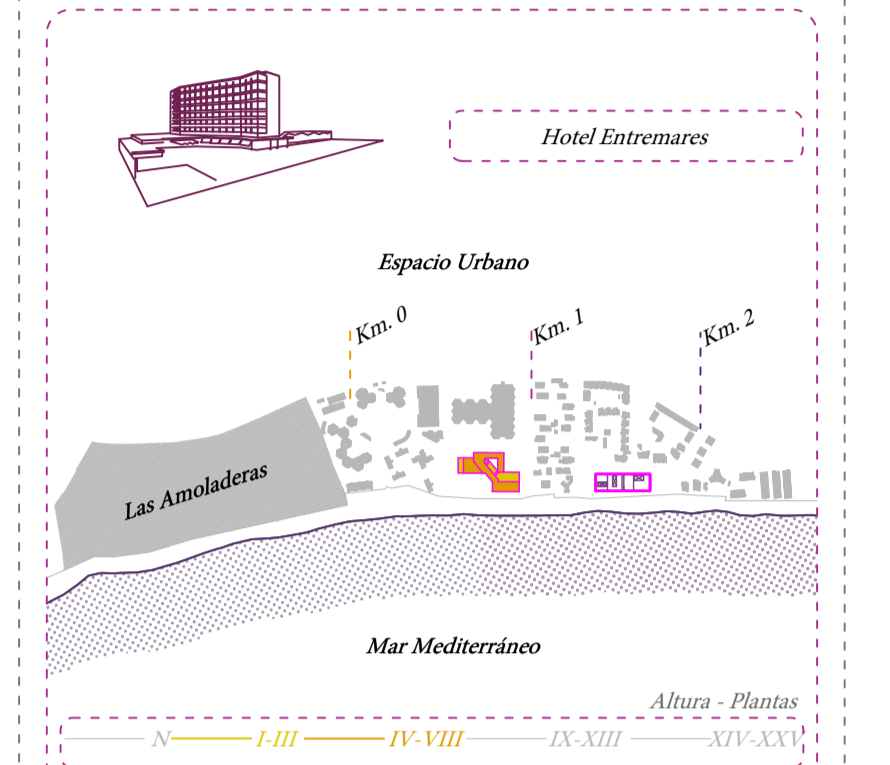 Hotel Entremares
Espacio Urbano
Km. 0
Km. 1
Km. 2
Las Amoladeras
Mar Mediterráneo
Altura - Plantas
N I-III IV-VIII IX-XIII XIV-XXV